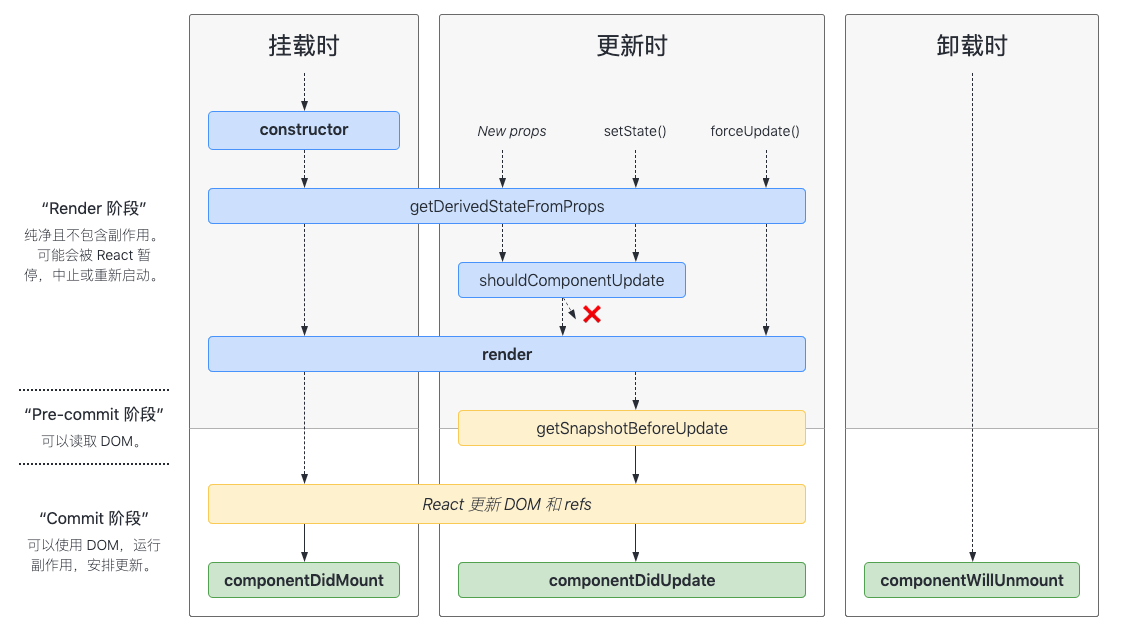 挂载时
更新时
卸载时
constructor
New props
setState()
forceUpdate()
“Render 阶段”
纯净且不包含副作用。
可能会被 React 暂
停，中止或重新启动。
getDerivedStateFromProps
shouldComponentUpdate
render
“Pre-commit 阶段”
可以读取 DOM。
getSnapshotBeforeUpdate
“Commit 阶段”
可以使用 DOM，运行
副作用，安排更新。
React 更新 DOM 和 refs
componentDidMount
componentDidUpdate
componentWillUnmount